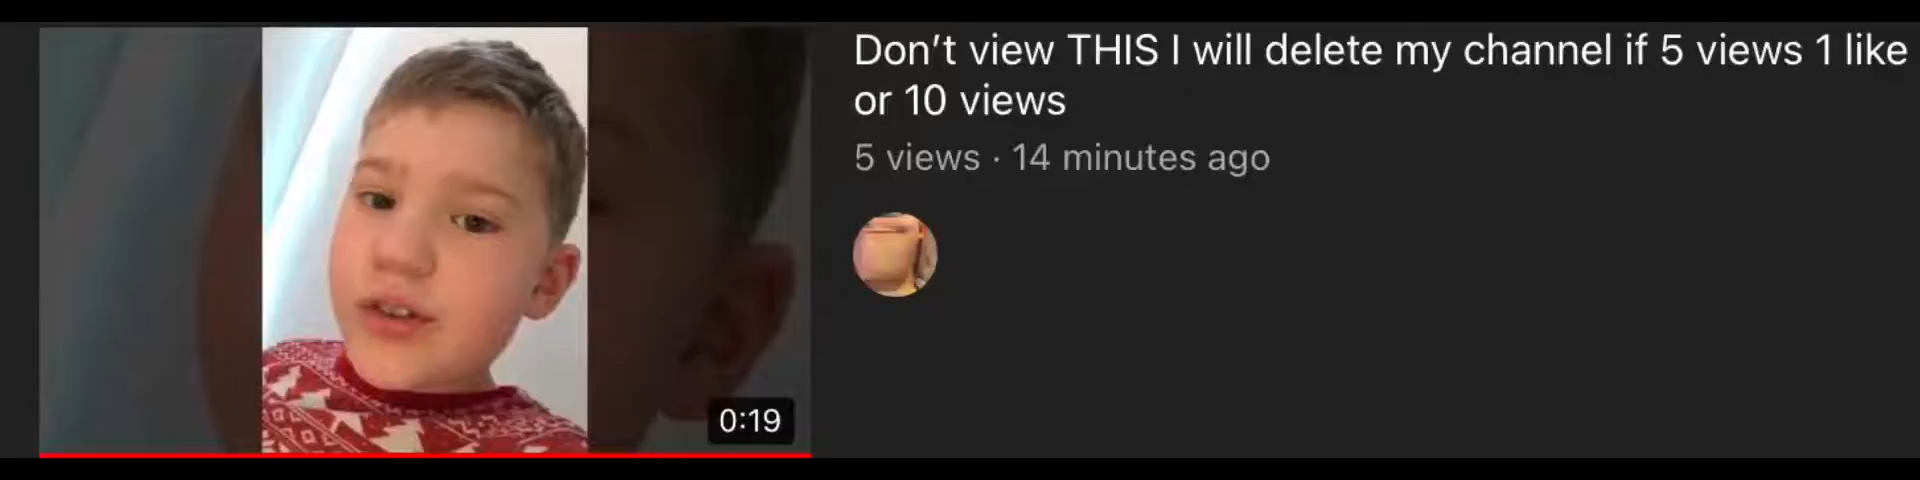 Don't view THIS I will delete my channel if 5 views 1 like
or 10 views
5 views · 14 minutes ago
0:19